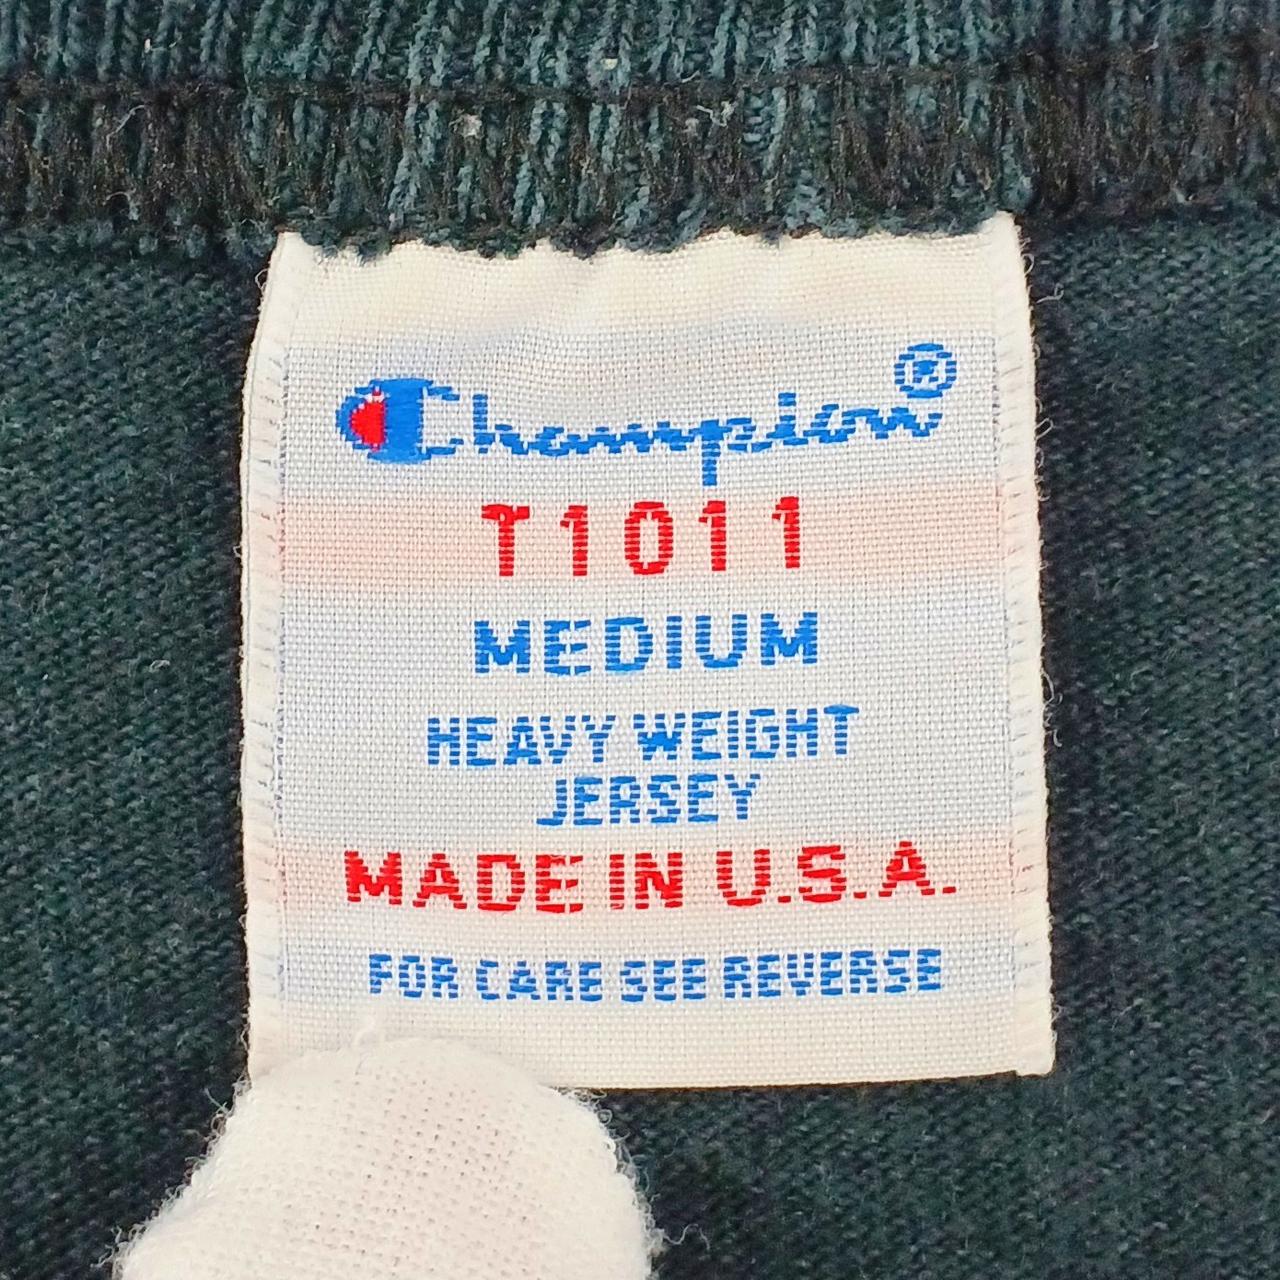 Champion®
T1011
MEDIUM
HEAVY WEIGHT
JERSEY
MADE IN U.S.A.
FOR CARE SEE REVERSE